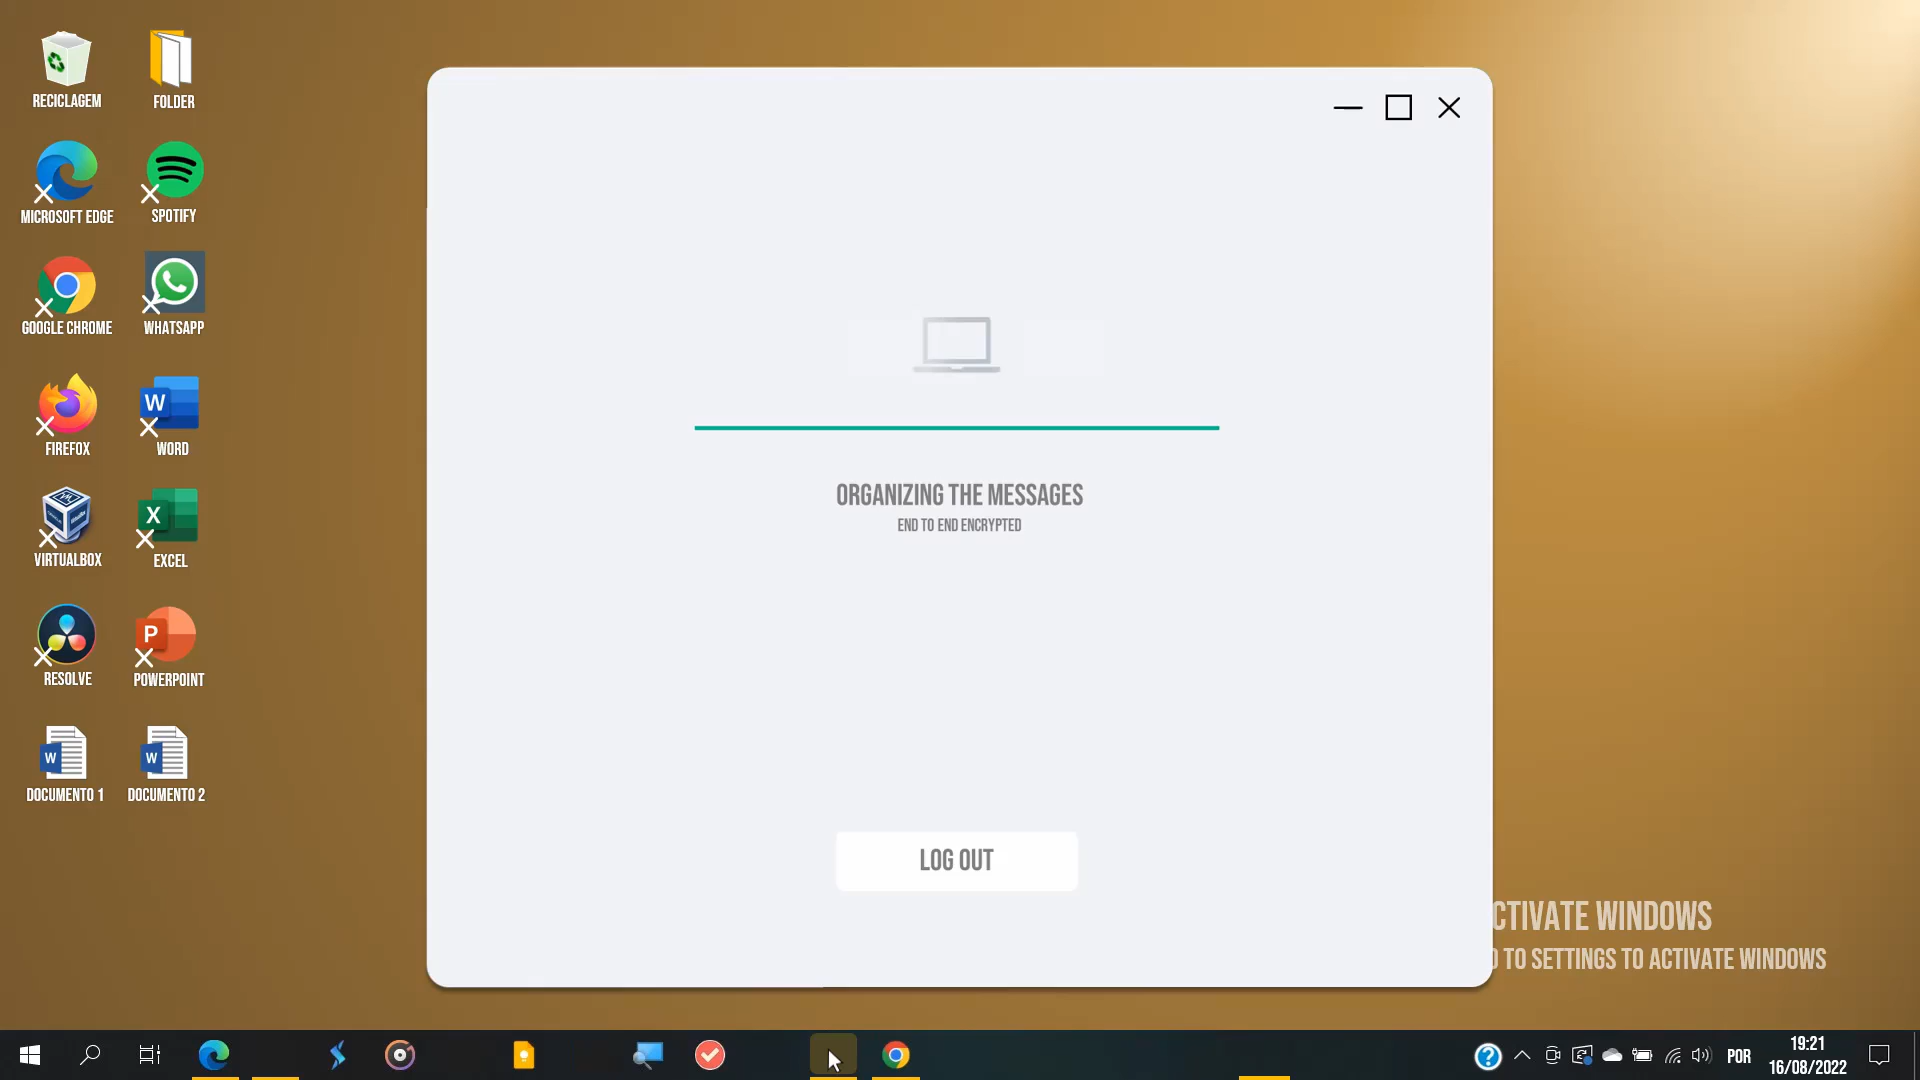 RECICLAGEM
FOLDER
MICROSOFT EDGE
SPOTIFY
GOOGLE CHROME
WHATSAPP
FIREFOX
W
WORD
VIRTUALBOX
X
EXCEL
RESOLVE
P
POWERPOINT
W
DOCUMENTO 1
W
DOCUMENTO 2
ORGANIZING THE MESSAGES
END TO END ENCRYPTED
LOG OUT
CTIVATE WINDOWS
O TO SETTINGS TO ACTIVATE WINDOWS
?
POR
19:21
16/08/2022